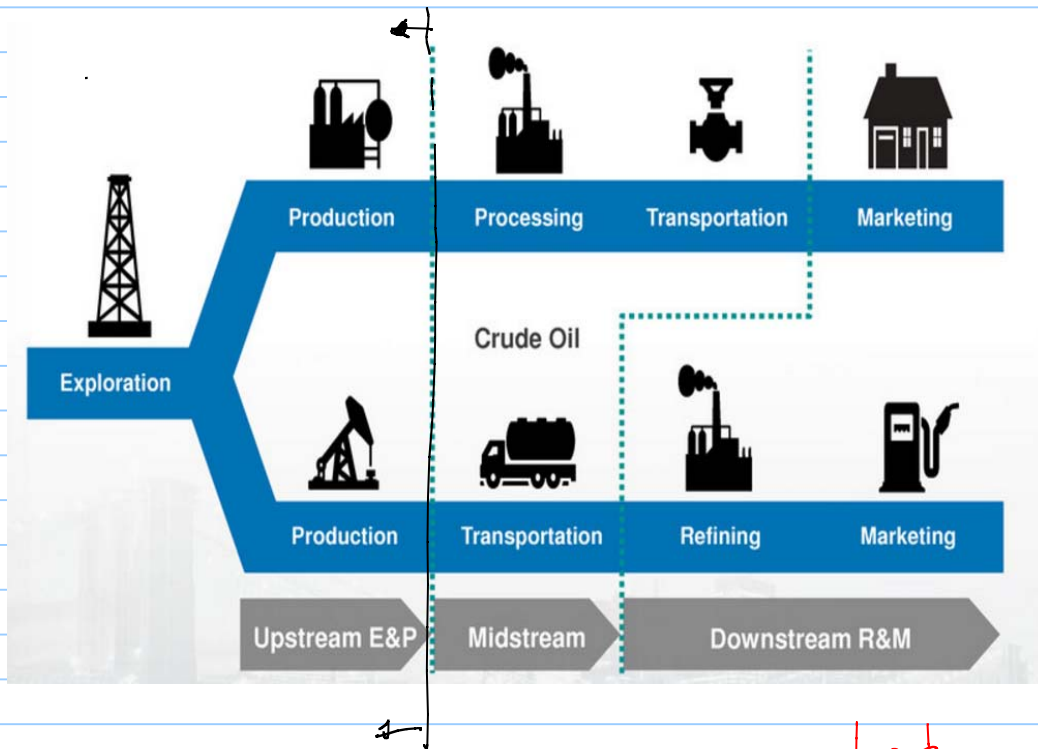 Production Processing Transportation Marketing
Crude Oil
Exploration
Production Transportation Refining Marketing
Upstream E&P Midstream Downstream R&M